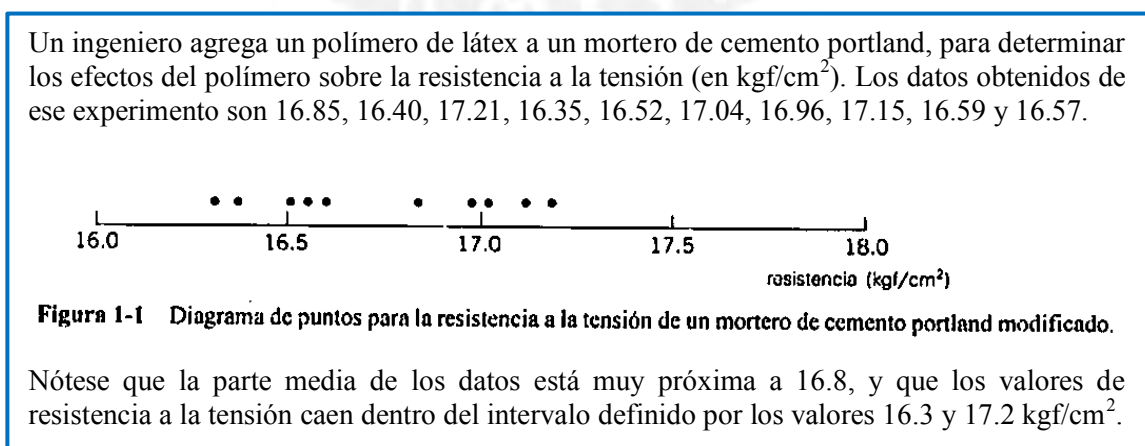 Un ingeniero agrega un polímero de látex a un mortero de cemento portland, para determinar
los efectos del polímero sobre la resistencia a la tensión (en kgf/cm²). Los datos obtenidos de
ese experimento son 16.85, 16.40, 17.21, 16.35, 16.52, 17.04, 16.96, 17.15, 16.59 y 16.57.
16.0 16.5 17.0 17.5 18.0
resistencia (kgf/cm²)
Figura 1-1 Diagrama de puntos para la resistencia a la tensión de un mortero de cemento portland modificado.
Nótese que la parte media de los datos está muy próxima a 16.8, y que los valores de
resistencia a la tensión caen dentro del intervalo definido por los valores 16.3 y 17.2 kgf/cm².